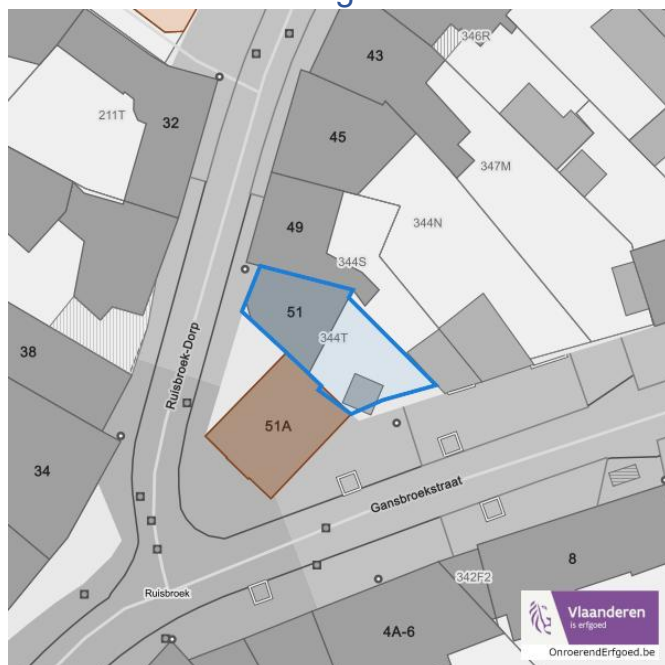 43
346R
211T
32
45
347M
344N
49
344S
51
344T
Ruisbroek-Dorp
38
51A
34
Gansbroekstraat
Ruisbroek
342F2
8
4A-6
Vlaanderen
is erfgoed
OnroerendErfgoed.be